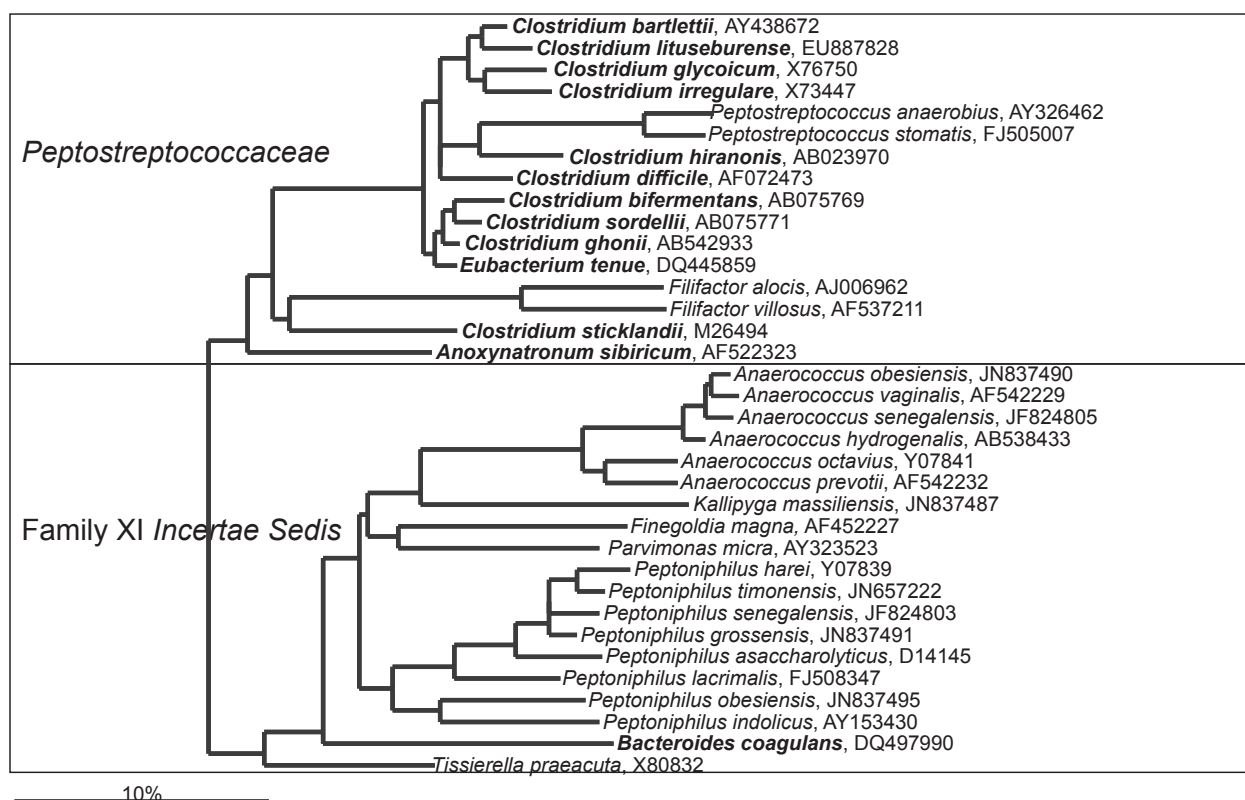 Clostridium bartlettii, AY438672
Clostridium lituseburense, EU887828
Clostridium glycoicum, X76750
Clostridium irregulare, X73447
Peptostreptococcus anaerobius, AY326462
Peptostreptococcus stomatis, FJ505007
Peptostreptococcaceae
Clostridium hiranonis, AB023970
Clostridium difficile, AF072473
Clostridium bifermentans, AB075769
Clostridium sordellii, AB075771
Clostridium ghonii, AB542933
Eubacterium tenue, DQ445859
Filifactor alocis, AJ006962
Filifactor villosus, AF537211
Clostridium sticklandii, M26494
Anoxynatronum sibiricum, AF522323
Anaerococcus obesiensis, JN837490
Anaerococcus vaginalis, AF542229
Anaerococcus senegalensis, JF824805
Anaerococcus hydrogenalis, AB538433
Anaerococcus octavius, Y07841
Anaerococcus prevotii, AF542232
Kallipyga massiliensis, JN837487
Family XI Incertae Sedis
Finegoldia magna, AF452227
Parvimonas micra, AY323523
Peptoniphilus harei, Y07839
Peptoniphilus timonensis, JN657222
Peptoniphilus senegalensis, JF824803
Peptoniphilus grossensis, JN837491
Peptoniphilus asaccharolyticus, D14145
Peptoniphilus lacrimalis, FJ508347
Peptoniphilus obesiensis, JN837495
Peptoniphilus indolicus, AY153430
Bacteroides coagulans, DQ497990
Tissierella praeacuta, X80832
10%